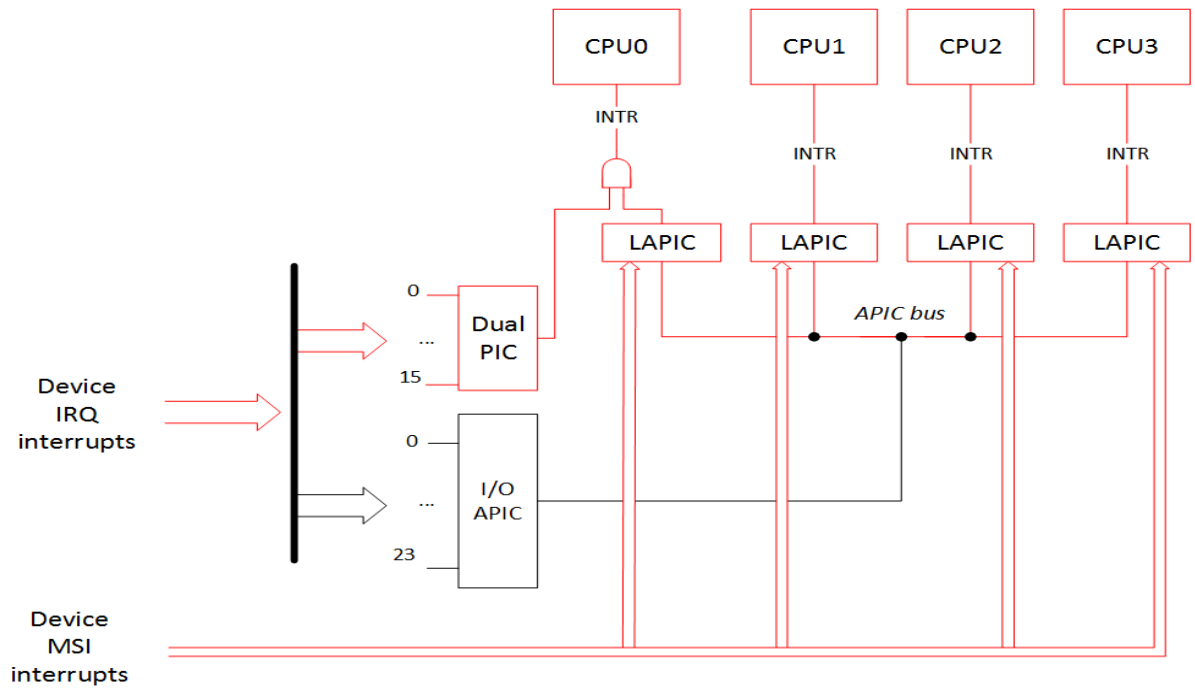 CPU0
CPU1
CPU2
CPU3
INTR
INTR
INTR
INTR
LAPIC
LAPIC
LAPIC
LAPIC
APIC bus
0
...
15
Dual
PIC
Device
IRQ
interrupts
0
...
23
I/O
APIC
Device
MSI
interrupts